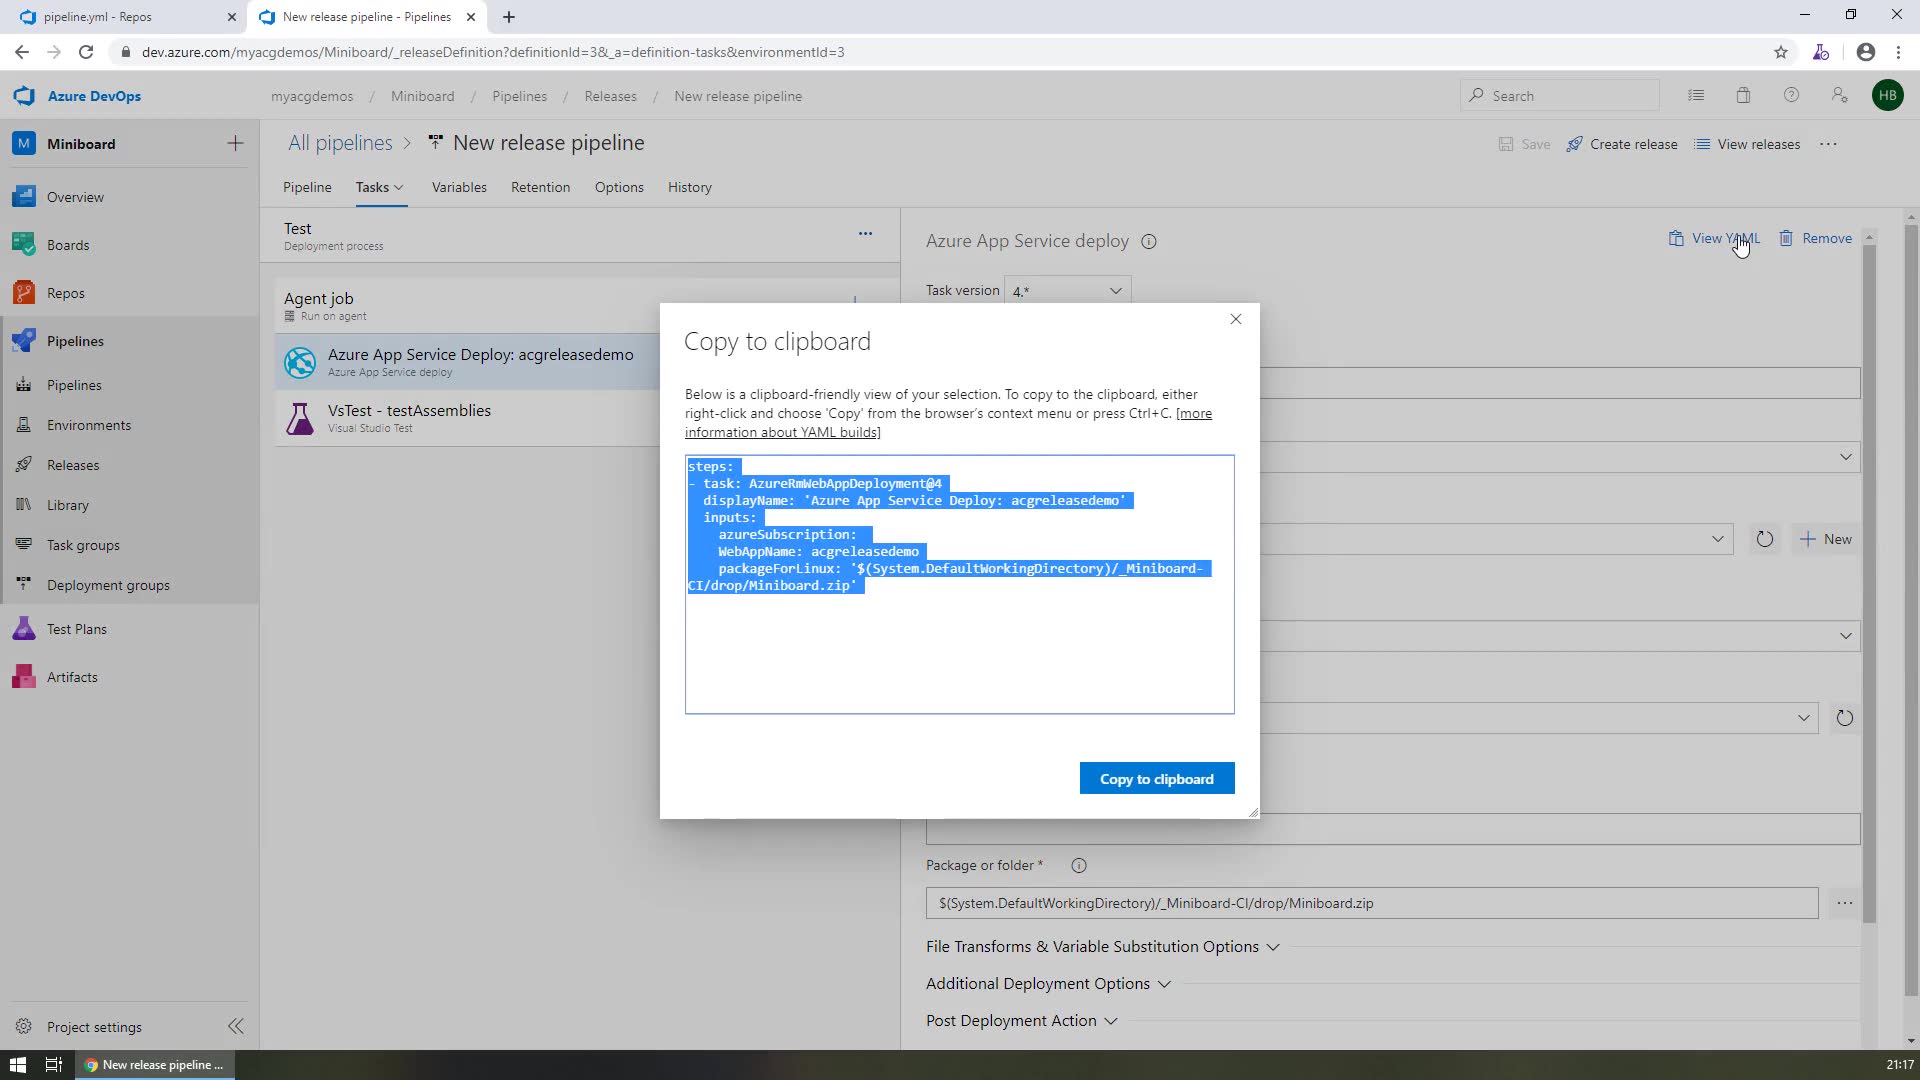 pipeline.yml - Repos
New release pipeline - Pipelines
dev.azure.com/myacgdemos/Miniboard/_releaseDefinition?definitionId=3&_a=definition-tasks&environmentId=3
Azure DevOps
myacgdemos / Miniboard / Pipelines / Releases / New release pipeline
Search
HB
M Miniboard
All pipelines > New release pipeline
Save
Create release
View releases
Pipeline
Tasks
Variables
Retention
Options
History
Overview
Boards
Repos
Pipelines
Pipelines
Environments
Releases
Library
Task groups
Deployment groups
Test Plans
Artifacts
Project settings
Test
Deployment process
Agent job
Run on agent
Azure App Service Deploy: acgreleasedemo
Azure App Service deploy
VsTest - testAssemblies
Visual Studio Test
Azure App Service deploy
View YAML
Remove
Task version 4.*
Copy to clipboard
Below is a clipboard-friendly view of your selection. To copy to the clipboard, either
right-click and choose 'Copy' from the browser's context menu or press Ctrl+C. [more
information about YAML builds]
steps:
- task: AzureRmWebAppDeployment@4
displayName: 'Azure App Service Deploy: acgreleasedemo'
inputs:
azureSubscription:
WebAppName: acgreleasedemo
packageForLinux: '$(System.DefaultWorkingDirectory)/_Miniboard-
CI/drop/Miniboard.zip'
Copy to clipboard
New
Package or folder *
$(System.DefaultWorkingDirectory)/_Miniboard-CI/drop/Miniboard.zip
File Transforms & Variable Substitution Options
Additional Deployment Options
Post Deployment Action
New release pipeline ...
21:17